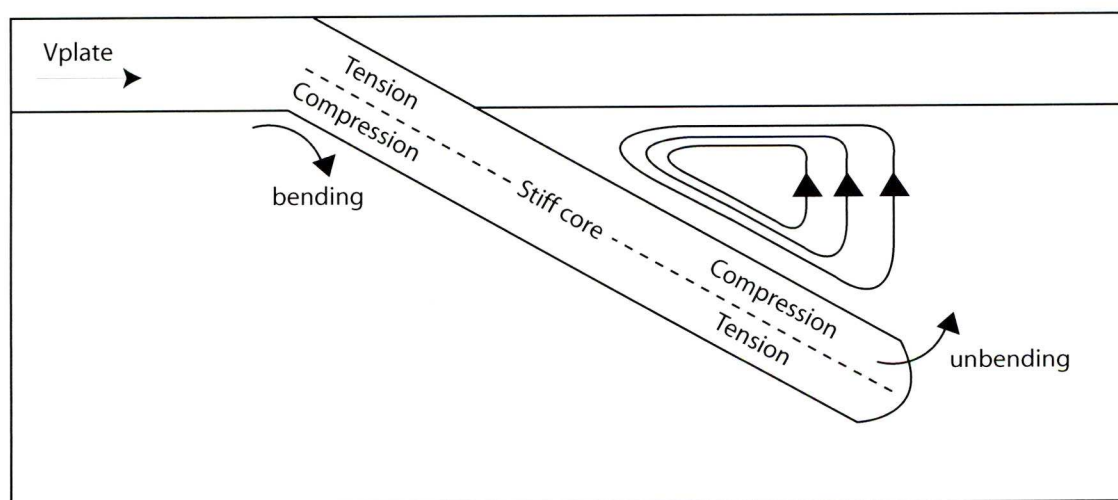 Vplate
Tension
Compression
bending
Stiff core
Compression
Tension
unbending